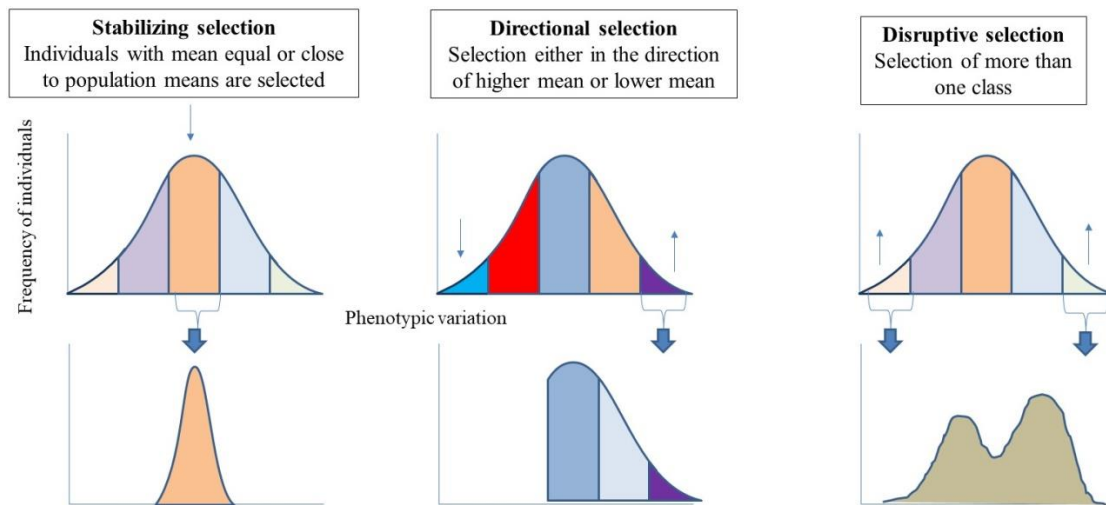 Stabilizing selection
Individuals with mean equal or close
to population means are selected
Directional selection
Selection either in the direction
of higher mean or lower mean
Disruptive selection
Selection of more than
one class
Frequency of individuals
Phenotypic variation